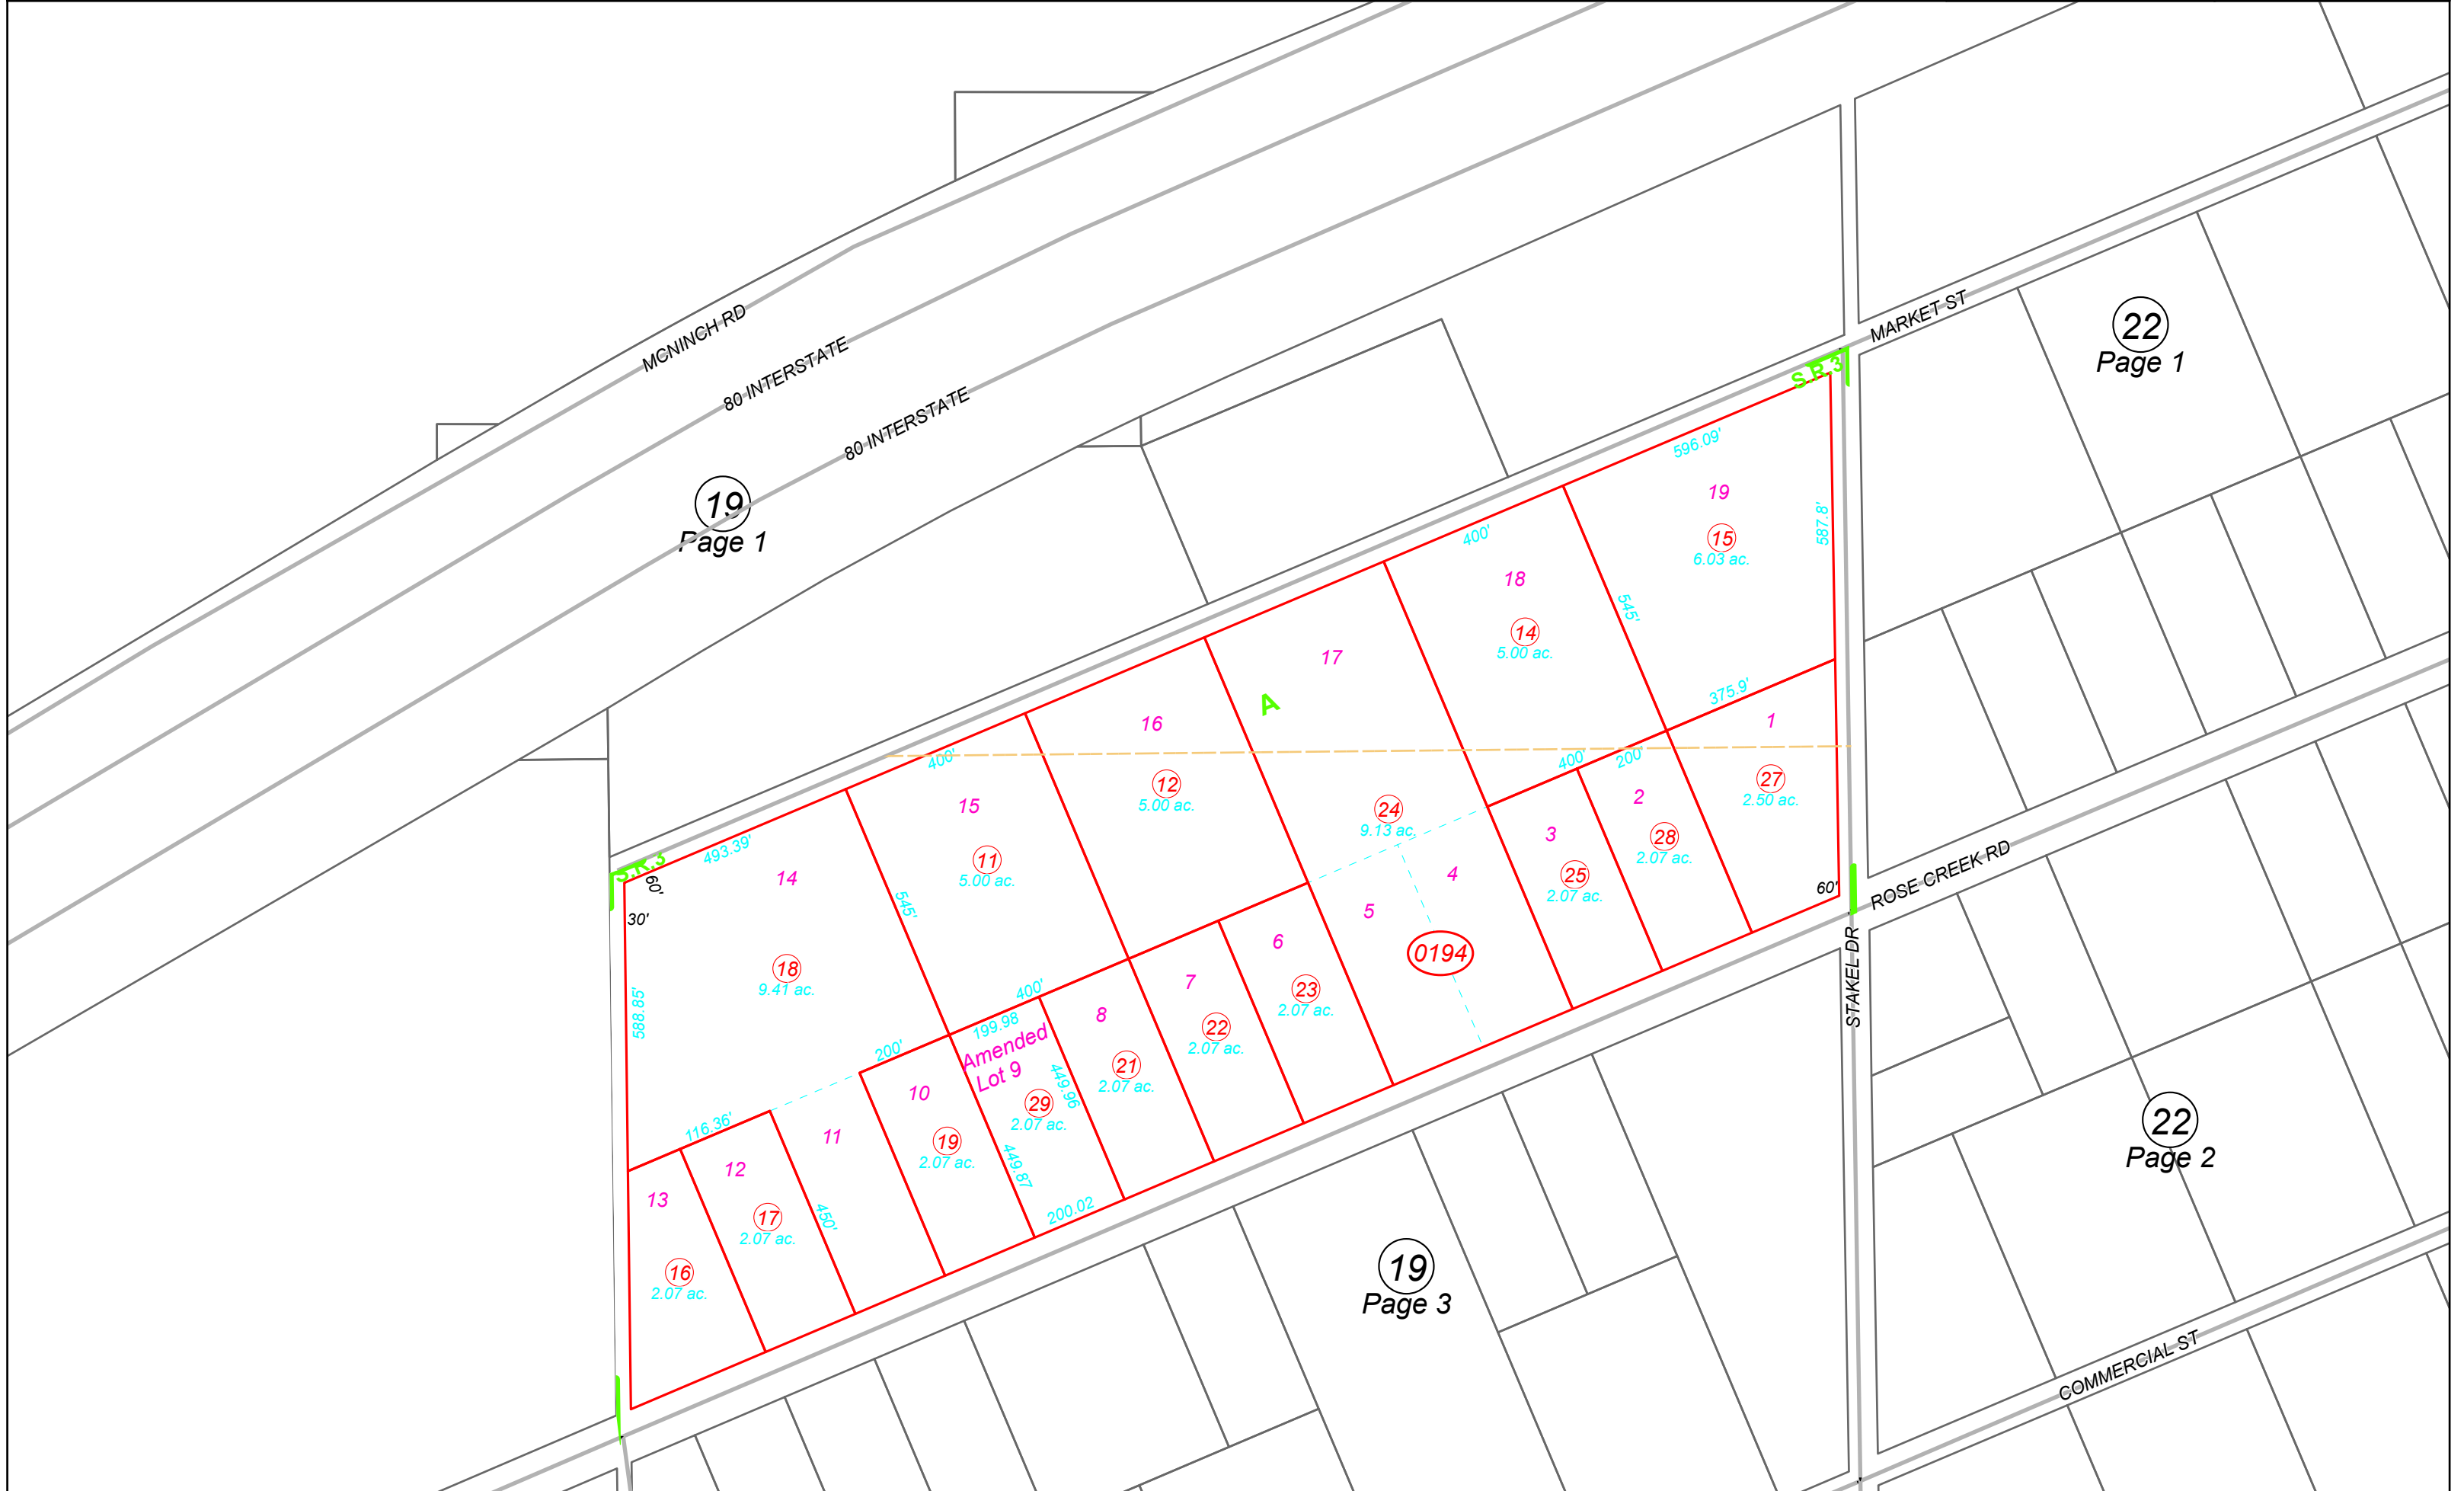 MCNINCH RD
80 INTERSTATE
80 INTERSTATE
MARKET ST
22
Page 1
19
Page 1
S.R.3
596.09'
19
15
6.03 ac.
587.8'
400'
18
14
5.00 ac.
545'
375.9'
17
A
16
400'
12
5.00 ac.
24
9.13 ac.
400'
200'
1
27
2.50 ac.
2
28
2.07 ac.
3
25
2.07 ac.
60'
ROSE CREEK RD
STAKEL DR
S.R.3
60'
30'
493.39'
14
15
11
5.00 ac.
545'
18
9.41 ac.
588.85'
4
5
0194
6
23
2.07 ac.
7
22
2.07 ac.
400'
199.98
Amended
Lot 9
8
21
2.07 ac.
449.96
29
2.07 ac.
449.87
200.02
200'
10
19
2.07 ac.
11
116.36'
12
17
2.07 ac.
450'
13
16
2.07 ac.
22
Page 2
19
Page 3
COMMERCIAL ST